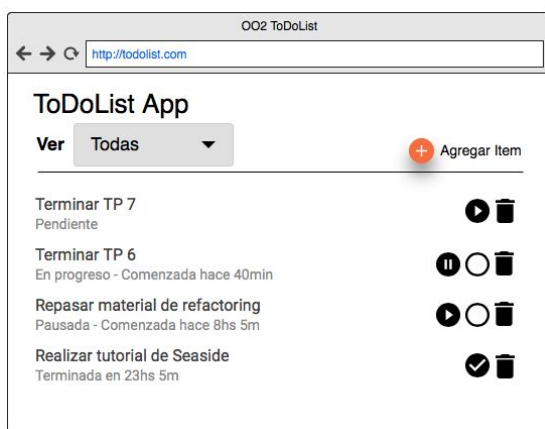 OO2 ToDoList
http://todolist.com
ToDoList App
Ver Todas
Agregar Item
Terminar TP 7
Pendiente
Terminar TP 6
En progreso - Comenzada hace 40min
Repasar material de refactoring
Pausada - Comenzada hace 8hs 5m
Realizar tutorial de Seaside
Terminada en 23hs 5m